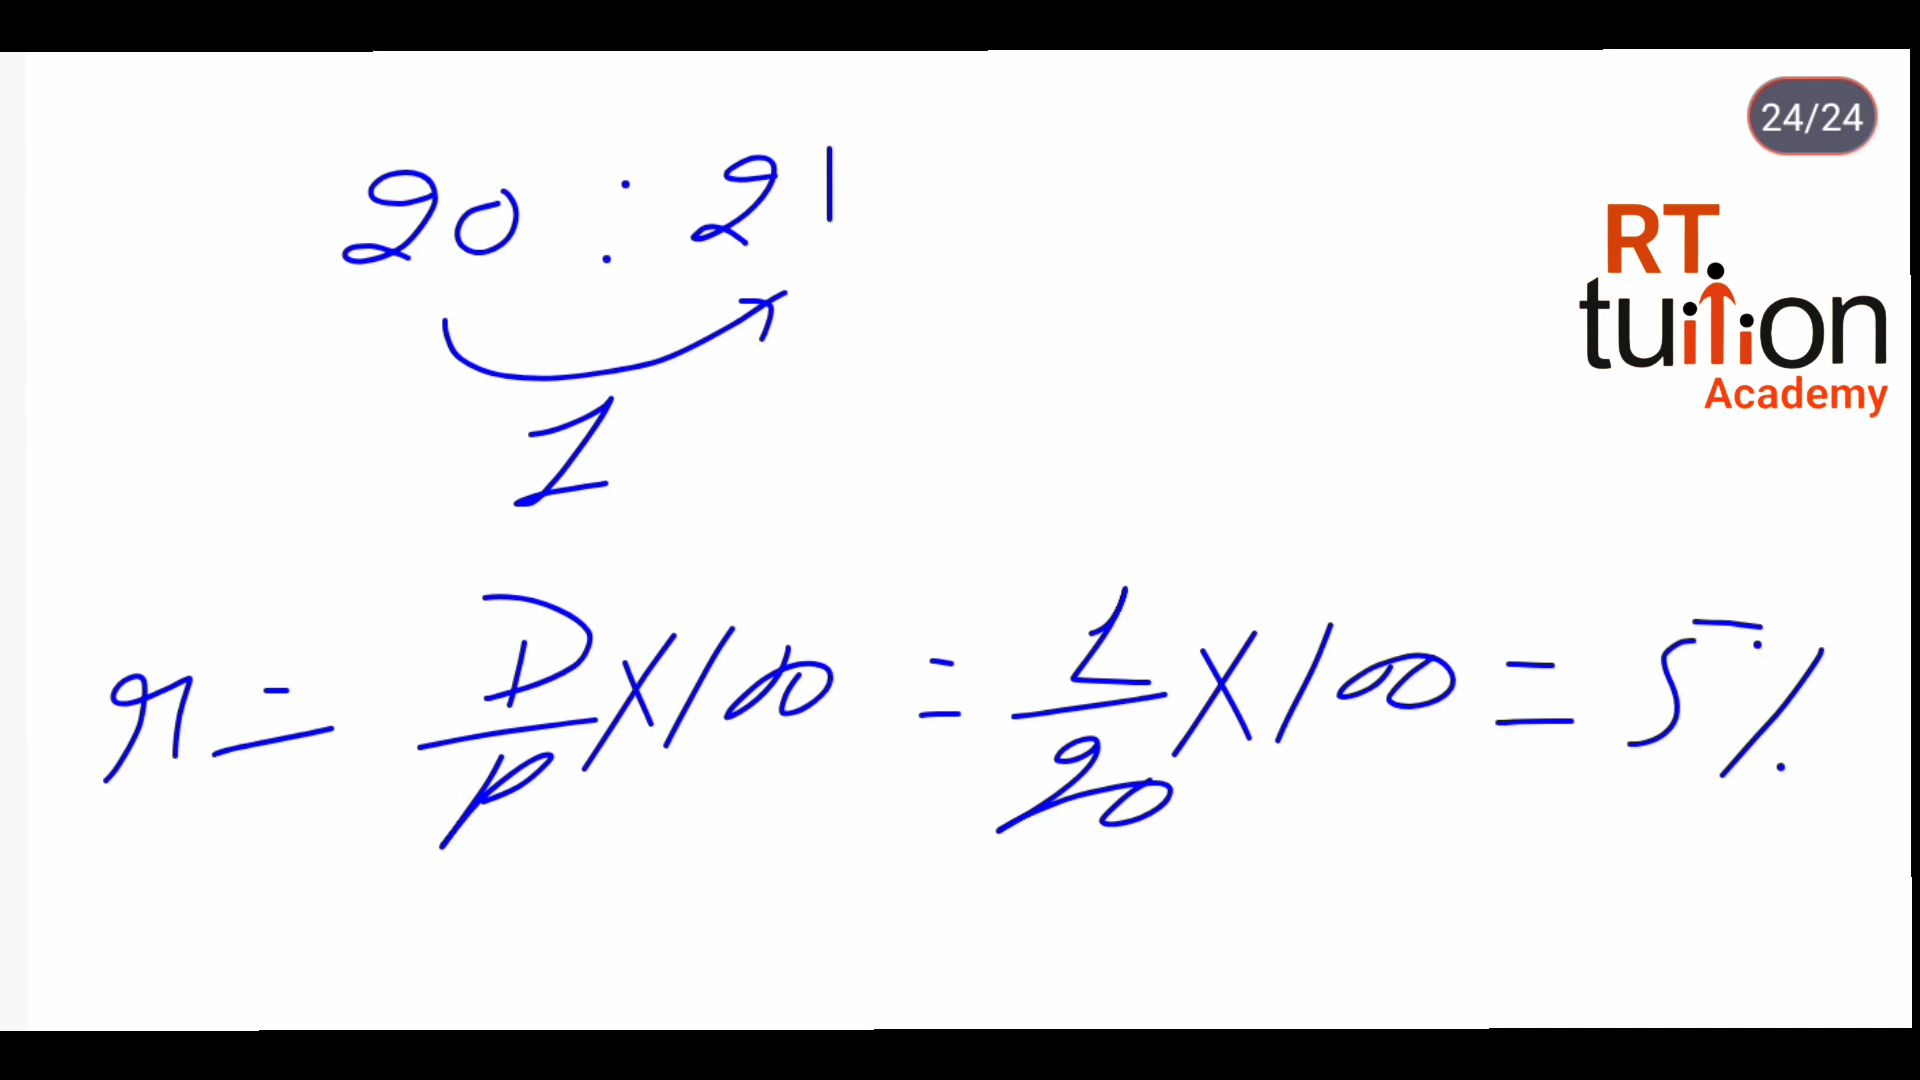 24/24
RT
tuition
Academy
20 : 21
1
r = D/P X 100 = 1/20 X 100 = 5%